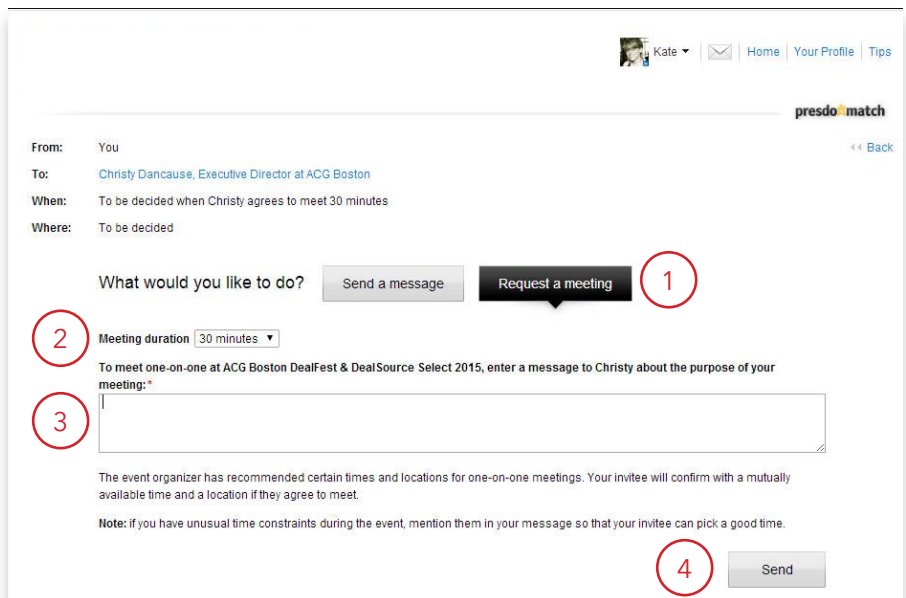 Kate Home Your Profile Tips
presdo match
From: You Back
To: Christy Dancause, Executive Director at ACG Boston
When: To be decided when Christy agrees to meet 30 minutes
Where: To be decided
What would you like to do? Send a message Request a meeting 1
2 Meeting duration 30 minutes
To meet one-on-one at ACG Boston DealFest & DealSource Select 2015, enter a message to Christy about the purpose of your
meeting:*
3
The event organizer has recommended certain times and locations for one-on-one meetings. Your invitee will confirm with a mutually
available time and a location if they agree to meet.
Note: if you have unusual time constraints during the event, mention them in your message so that your invitee can pick a good time.
4 Send